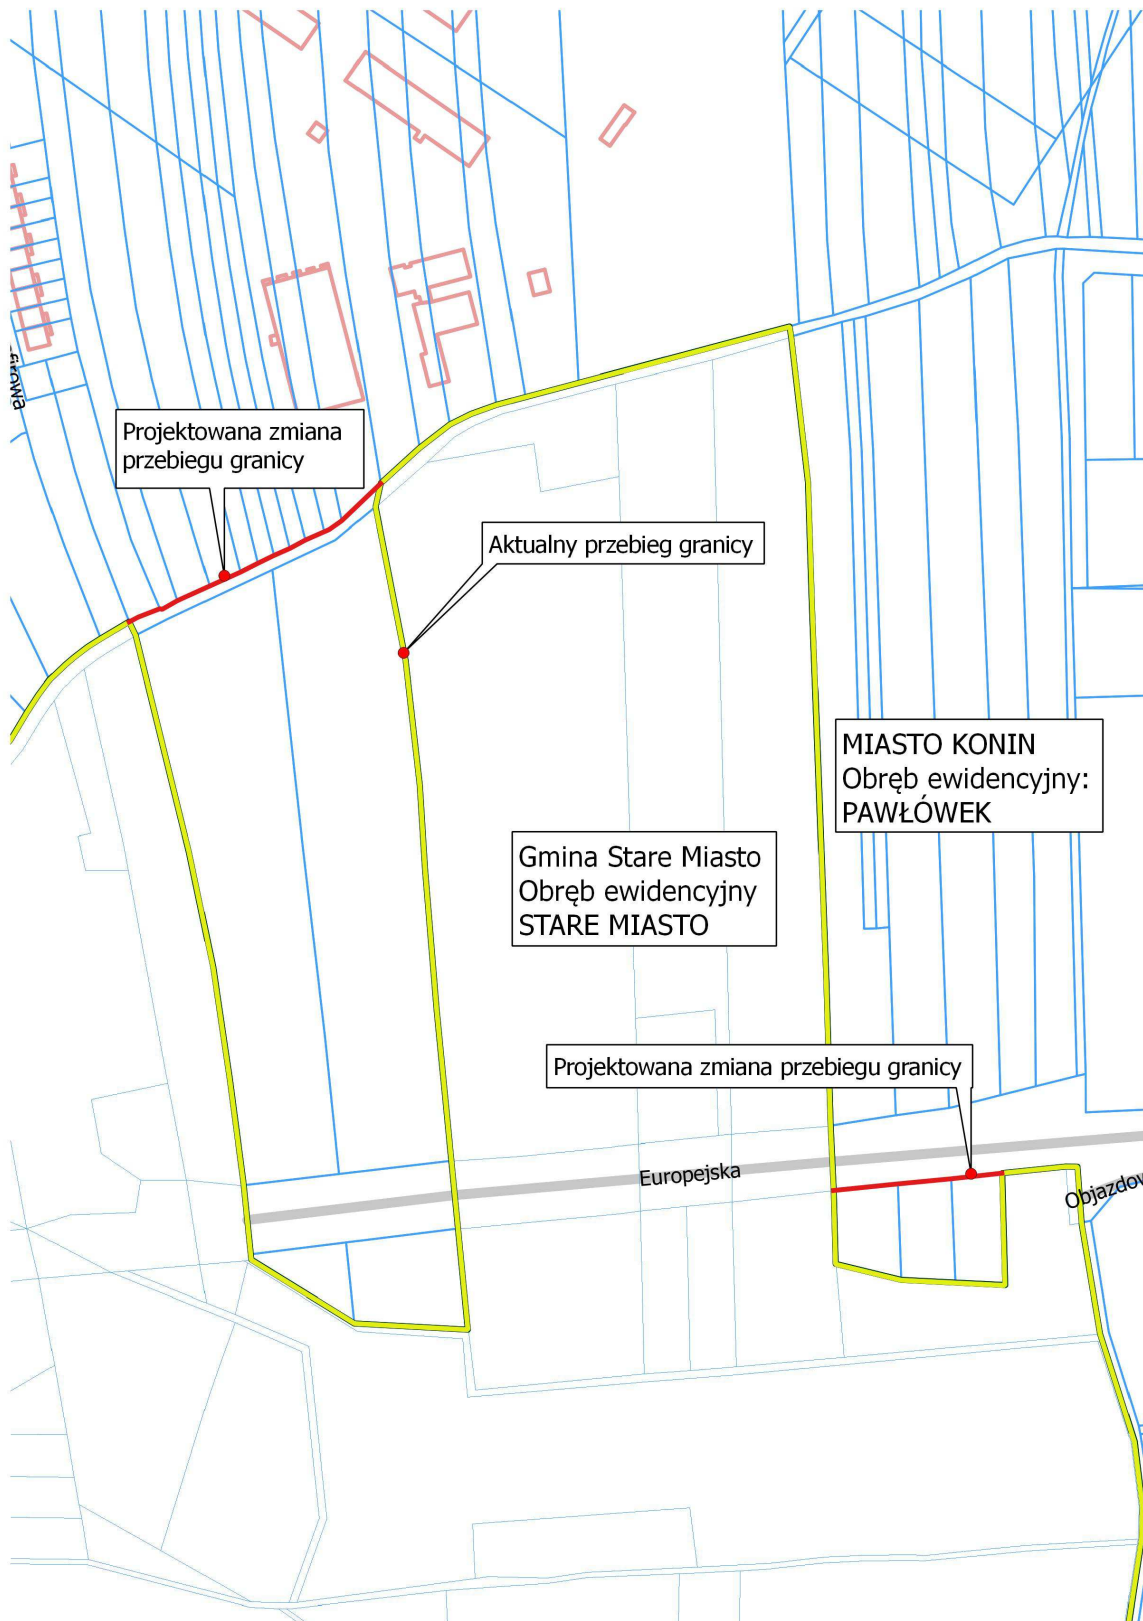 Projektowana zmiana
przebiegu granicy
Aktualny przebieg granicy
MIASTO KONIN
Obręb ewidencyjny:
PAWŁÓWEK
Gmina Stare Miasto
Obręb ewidencyjny
STARE MIASTO
Projektowana zmiana przebiegu granicy
Europejska